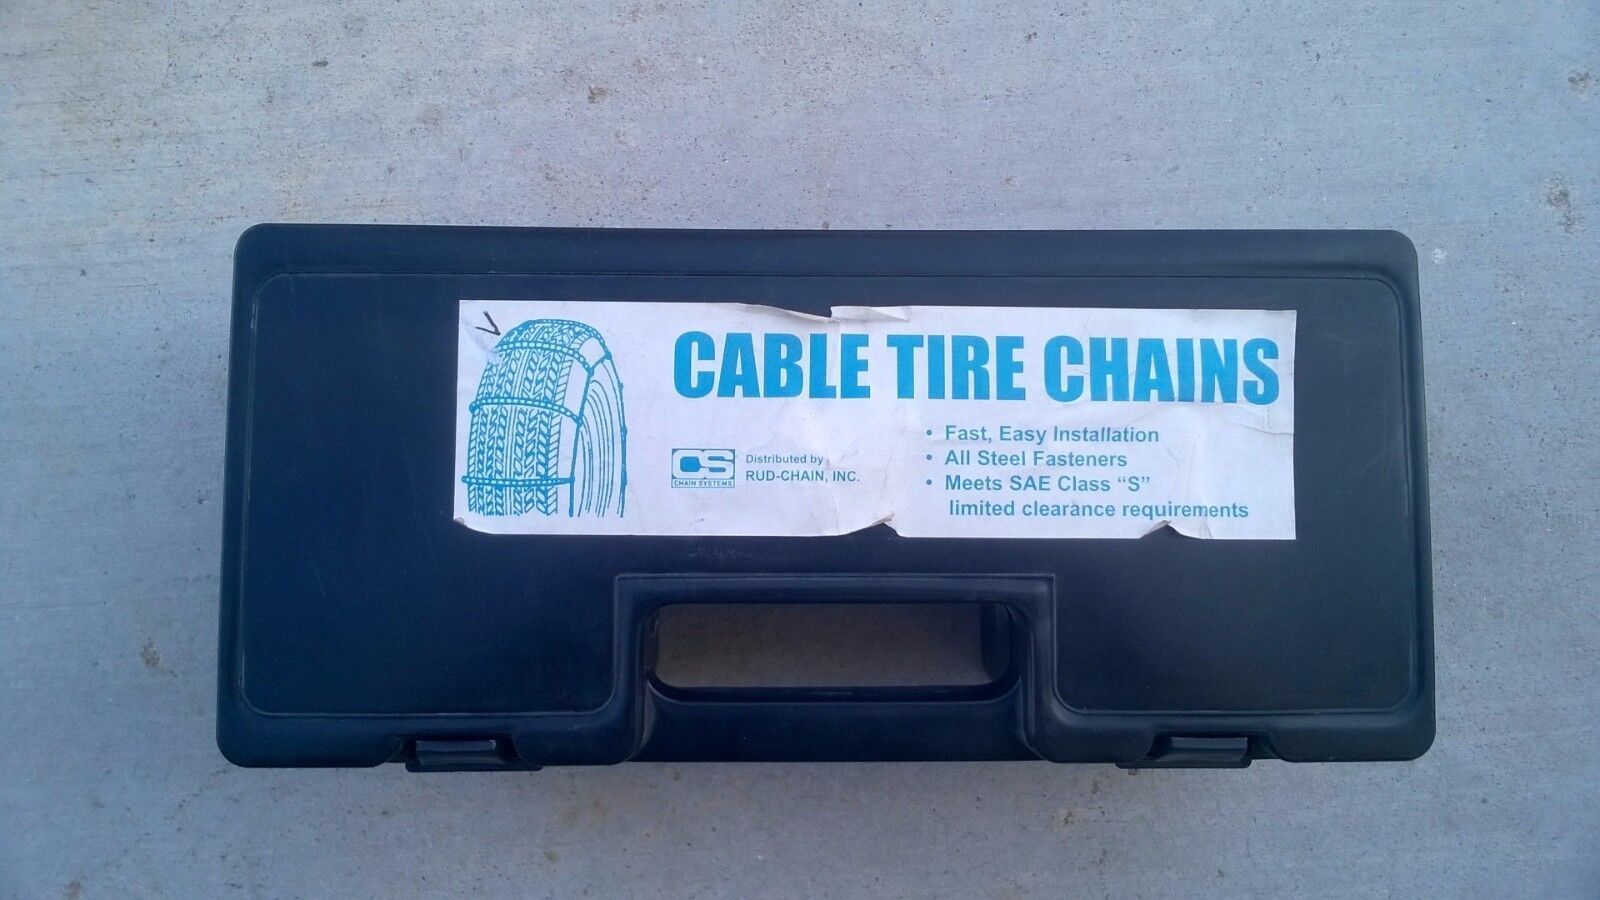 CABLE TIRE CHAINS
V
CS
CHAIN SYSTEMS
Distributed by
RUD-CHAIN, INC.
• Fast, Easy Installation
• All Steel Fasteners
• Meets SAE Class “S”
limited clearance requirements